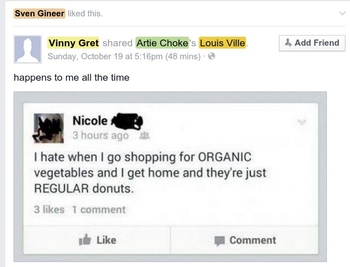 Sven Gineer liked this.
Vinny Gret shared Artie Choke's Louis Ville.
Add Friend
Sunday, October 19 at 5:16pm (48 mins) ·
happens to me all the time
Nicole
3 hours ago
I hate when I go shopping for ORGANIC
vegetables and I get home and they're just
REGULAR donuts.
3 likes 1 comment
Like
Comment